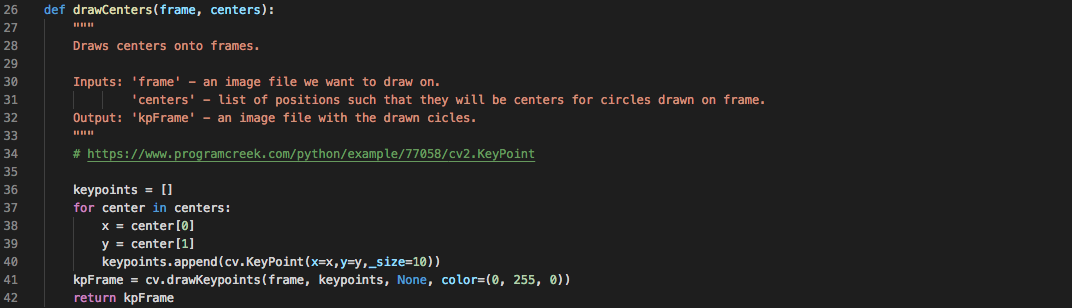 26 def drawCenters(frame, centers):
27 """
28 Draws centers onto frames.
29
30 Inputs: 'frame' – an image file we want to draw on.
31 'centers' – list of positions such that they will be centers for circles drawn on frame.
32 Output: 'kpFrame' – an image file with the drawn cicles.
33 """
34 # https://www.programcreek.com/python/example/77058/cv2.KeyPoint
35
36 keypoints = []
37 for center in centers:
38 x = center[0]
39 y = center[1]
40 keypoints.append(cv.KeyPoint(x=x,y=y,_size=10))
41 kpFrame = cv.drawKeypoints(frame, keypoints, None, color=(0, 255, 0))
42 return kpFrame